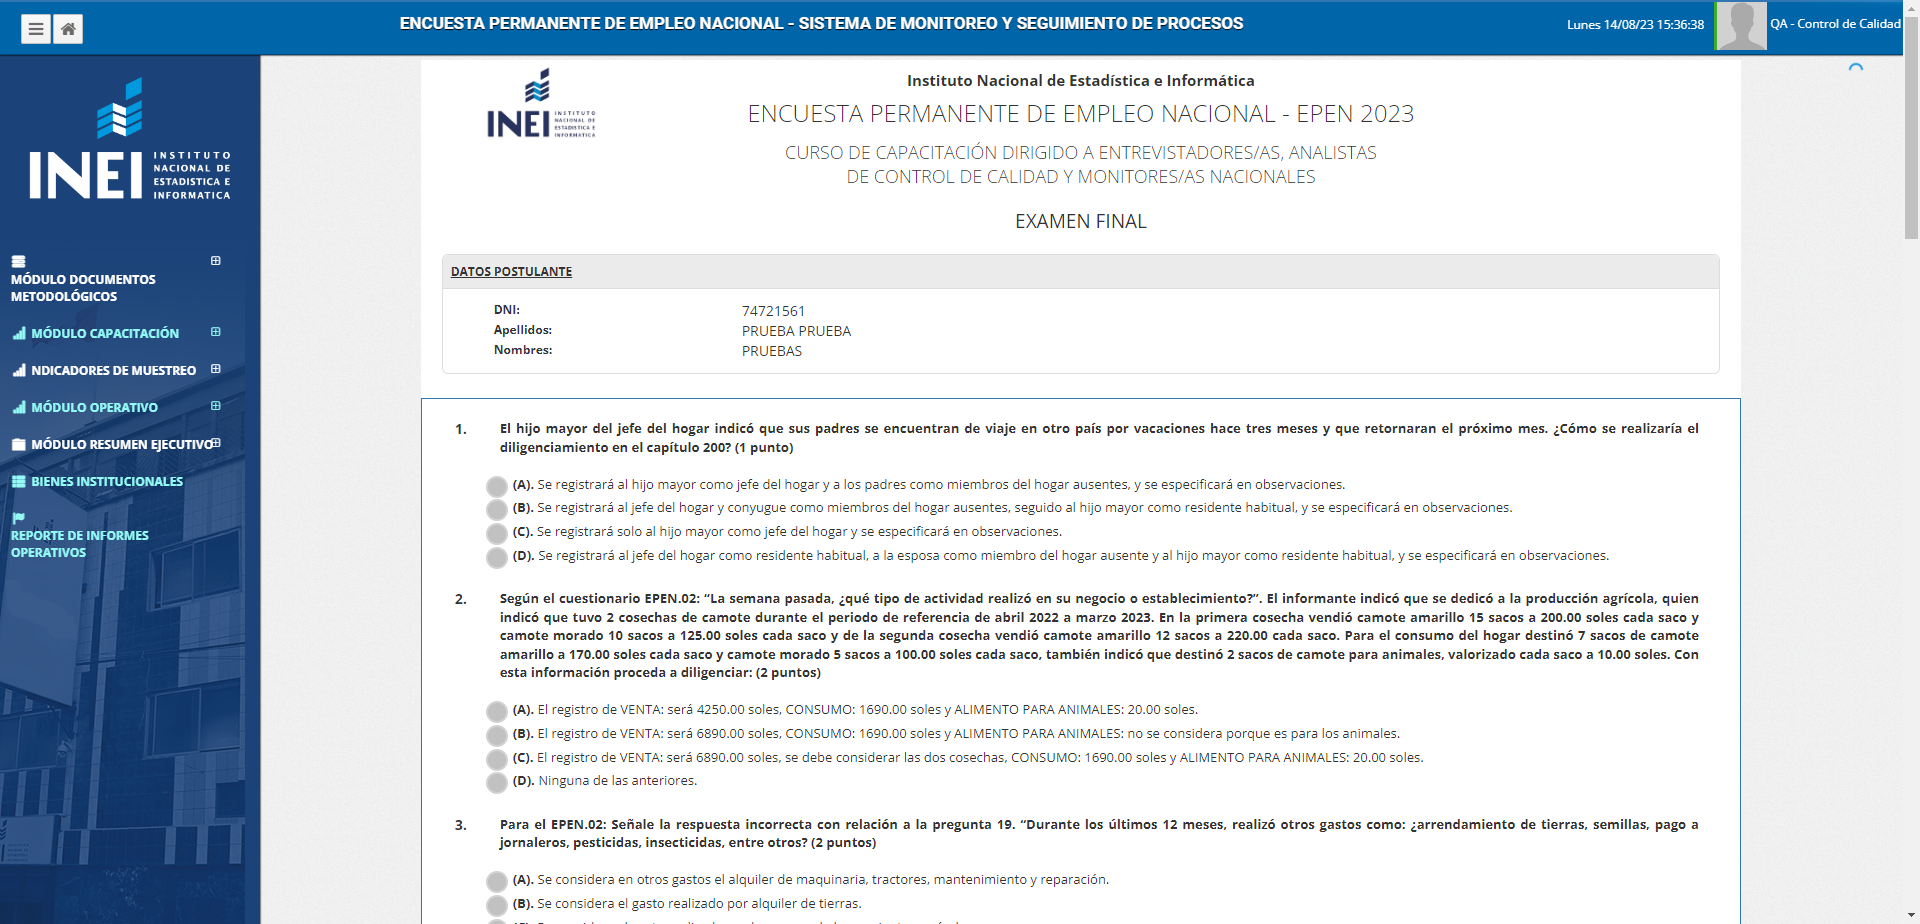 ENCUESTA PERMANENTE DE EMPLEO NACIONAL - SISTEMA DE MONITOREO Y SEGUIMIENTO DE PROCESOS
Lunes 14/08/23 15:36:38
QA - Control de Calidad
INEI
INSTITUTO
NACIONAL DE
ESTADISTICA E
INFORMATICA
MÓDULO DOCUMENTOS
METODOLÓGICOS
MÓDULO CAPACITACIÓN
NDICADORES DE MUESTREO
MÓDULO OPERATIVO
MÓDULO RESUMEN EJECUTIVO
BIENES INSTITUCIONALES
REPORTE DE INFORMES
OPERATIVOS
INEI
INSTITUTO
NACIONAL DE
ESTADISTICA E
INFORMATICA
Instituto Nacional de Estadística e Informática
ENCUESTA PERMANENTE DE EMPLEO NACIONAL - EPEN 2023
CURSO DE CAPACITACIÓN DIRIGIDO A ENTREVISTADORES/AS, ANALISTAS
DE CONTROL DE CALIDAD Y MONITORES/AS NACIONALES
EXAMEN FINAL
DATOS POSTULANTE
DNI: 74721561
Apellidos: PRUEBA PRUEBA
Nombres: PRUEBAS
1. El hijo mayor del jefe del hogar indicó que sus padres se encuentran de viaje en otro país por vacaciones hace tres meses y que retornaran el próximo mes. ¿Cómo se realizaría el
diligenciamiento en el capítulo 200? (1 punto)
(A). Se registrará al hijo mayor como jefe del hogar y a los padres como miembros del hogar ausentes, y se especificará en observaciones.
(B). Se registrará al jefe del hogar y conyugue como miembros del hogar ausentes, seguido al hijo mayor como residente habitual, y se especificará en observaciones.
(C). Se registrará solo al hijo mayor como jefe del hogar y se especificará en observaciones.
(D). Se registrará al jefe del hogar como residente habitual, a la esposa como miembro del hogar ausente y al hijo mayor como residente habitual, y se especificará en observaciones.
2. Según el cuestionario EPEN.02: “La semana pasada, ¿qué tipo de actividad realizó en su negocio o establecimiento?”. El informante indicó que se dedicó a la producción agrícola, quien
indicó que tuvo 2 cosechas de camote durante el periodo de referencia de abril 2022 a marzo 2023. En la primera cosecha vendió camote amarillo 15 sacos a 200.00 soles cada saco y
camote morado 10 sacos a 125.00 soles cada saco y de la segunda cosecha vendió camote amarillo 12 sacos a 220.00 cada saco. Para el consumo del hogar destinó 7 sacos de camote
amarillo a 170.00 soles cada saco y camote morado 5 sacos a 100.00 soles cada saco, también indicó que destinó 2 sacos de camote para animales, valorizado cada saco a 10.00 soles. Con
esta información proceda a diligenciar: (2 puntos)
(A). El registro de VENTA: será 4250.00 soles, CONSUMO: 1690.00 soles y ALIMENTO PARA ANIMALES: 20.00 soles.
(B). El registro de VENTA: será 6890.00 soles, CONSUMO: 1690.00 soles y ALIMENTO PARA ANIMALES: no se considera porque es para los animales.
(C). El registro de VENTA: será 6890.00 soles, se debe considerar las dos cosechas, CONSUMO: 1690.00 soles y ALIMENTO PARA ANIMALES: 20.00 soles.
(D). Ninguna de las anteriores.
3. Para el EPEN.02: Señale la respuesta incorrecta con relación a la pregunta 19. “Durante los últimos 12 meses, realizó otros gastos como: ¿arrendamiento de tierras, semillas, pago a
jornaleros, pesticidas, insecticidas, entre otros? (2 puntos)
(A). Se considera en otros gastos el alquiler de maquinaria, tractores, mantenimiento y reparación.
(B). Se considera el gasto realizado por alquiler de tierras.